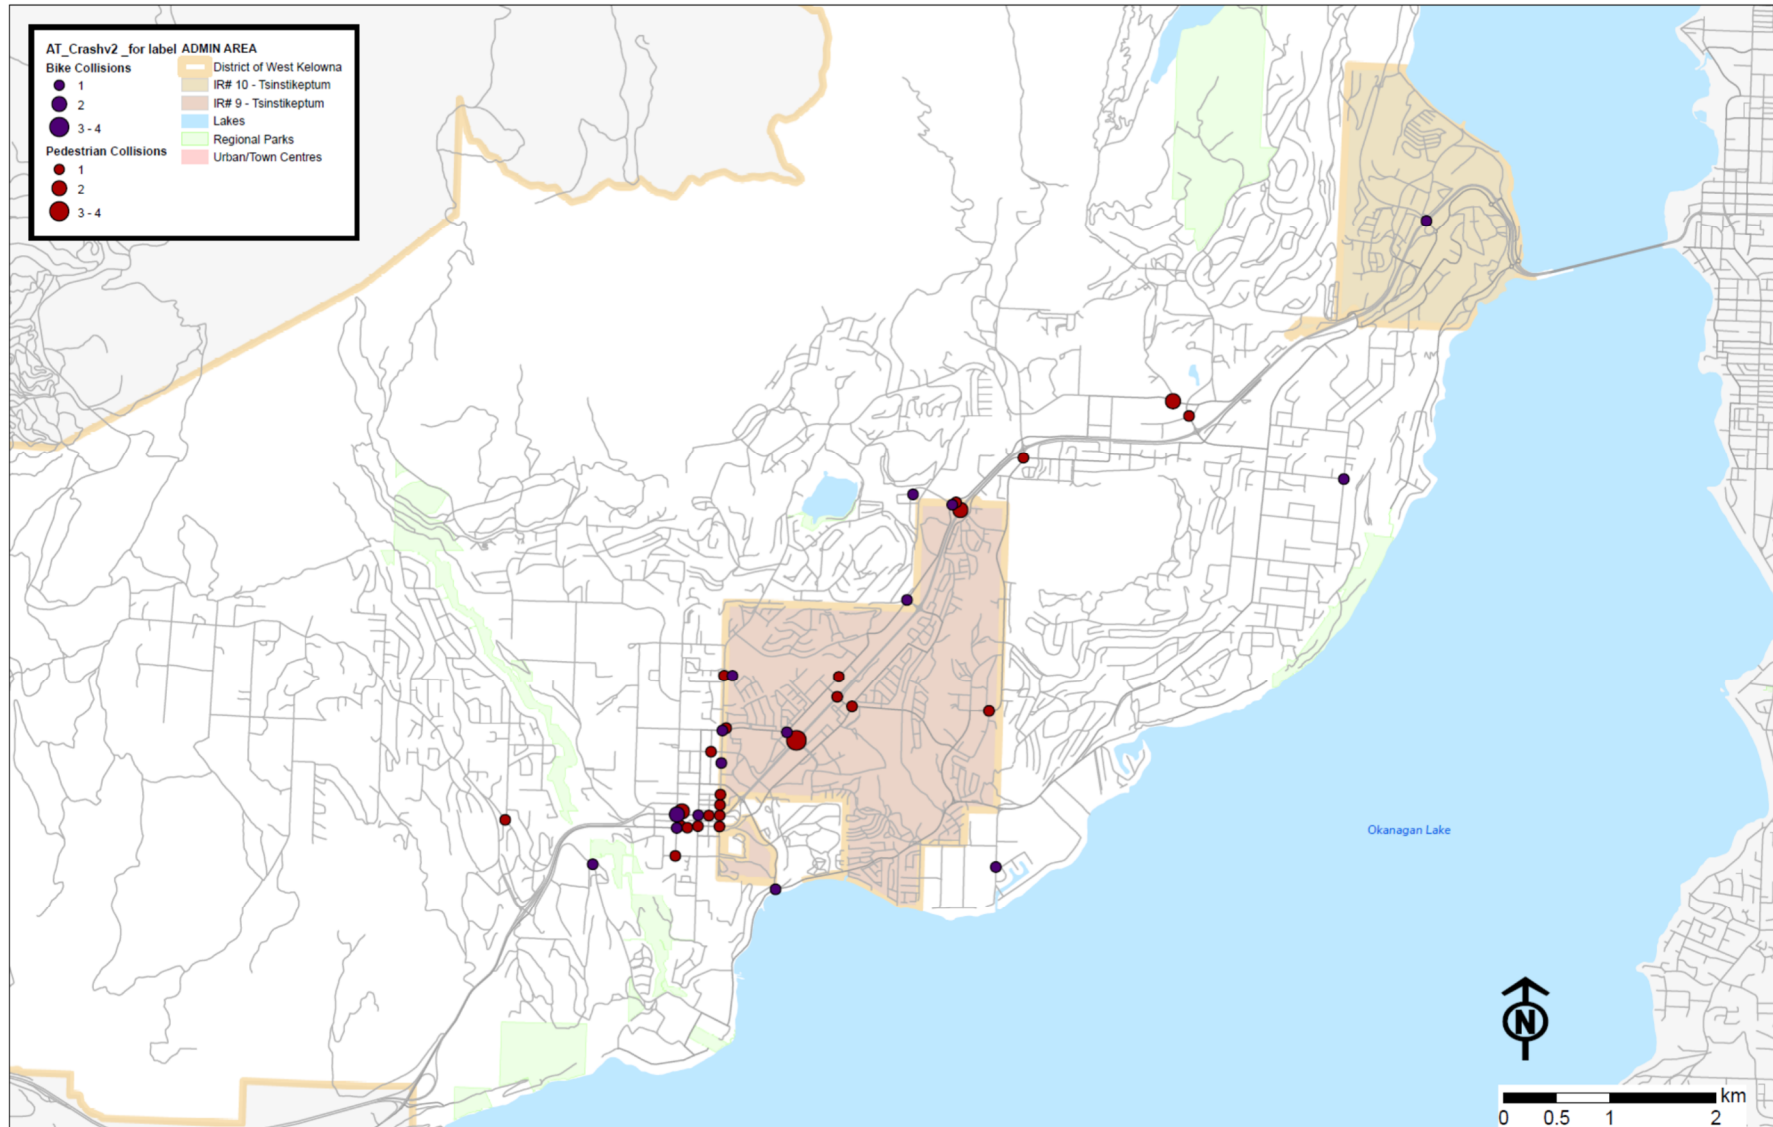 AT_Crashv2 _for label
Bike Collisions
1
2
3 - 4
Pedestrian Collisions
1
2
3 - 4
ADMIN AREA
District of West Kelowna
IR# 10 - Tsinstikeptum
IR# 9 - Tsinstikeptum
Lakes
Regional Parks
Urban/Town Centres
Okanagan Lake
N
km
0 0.5 1 2